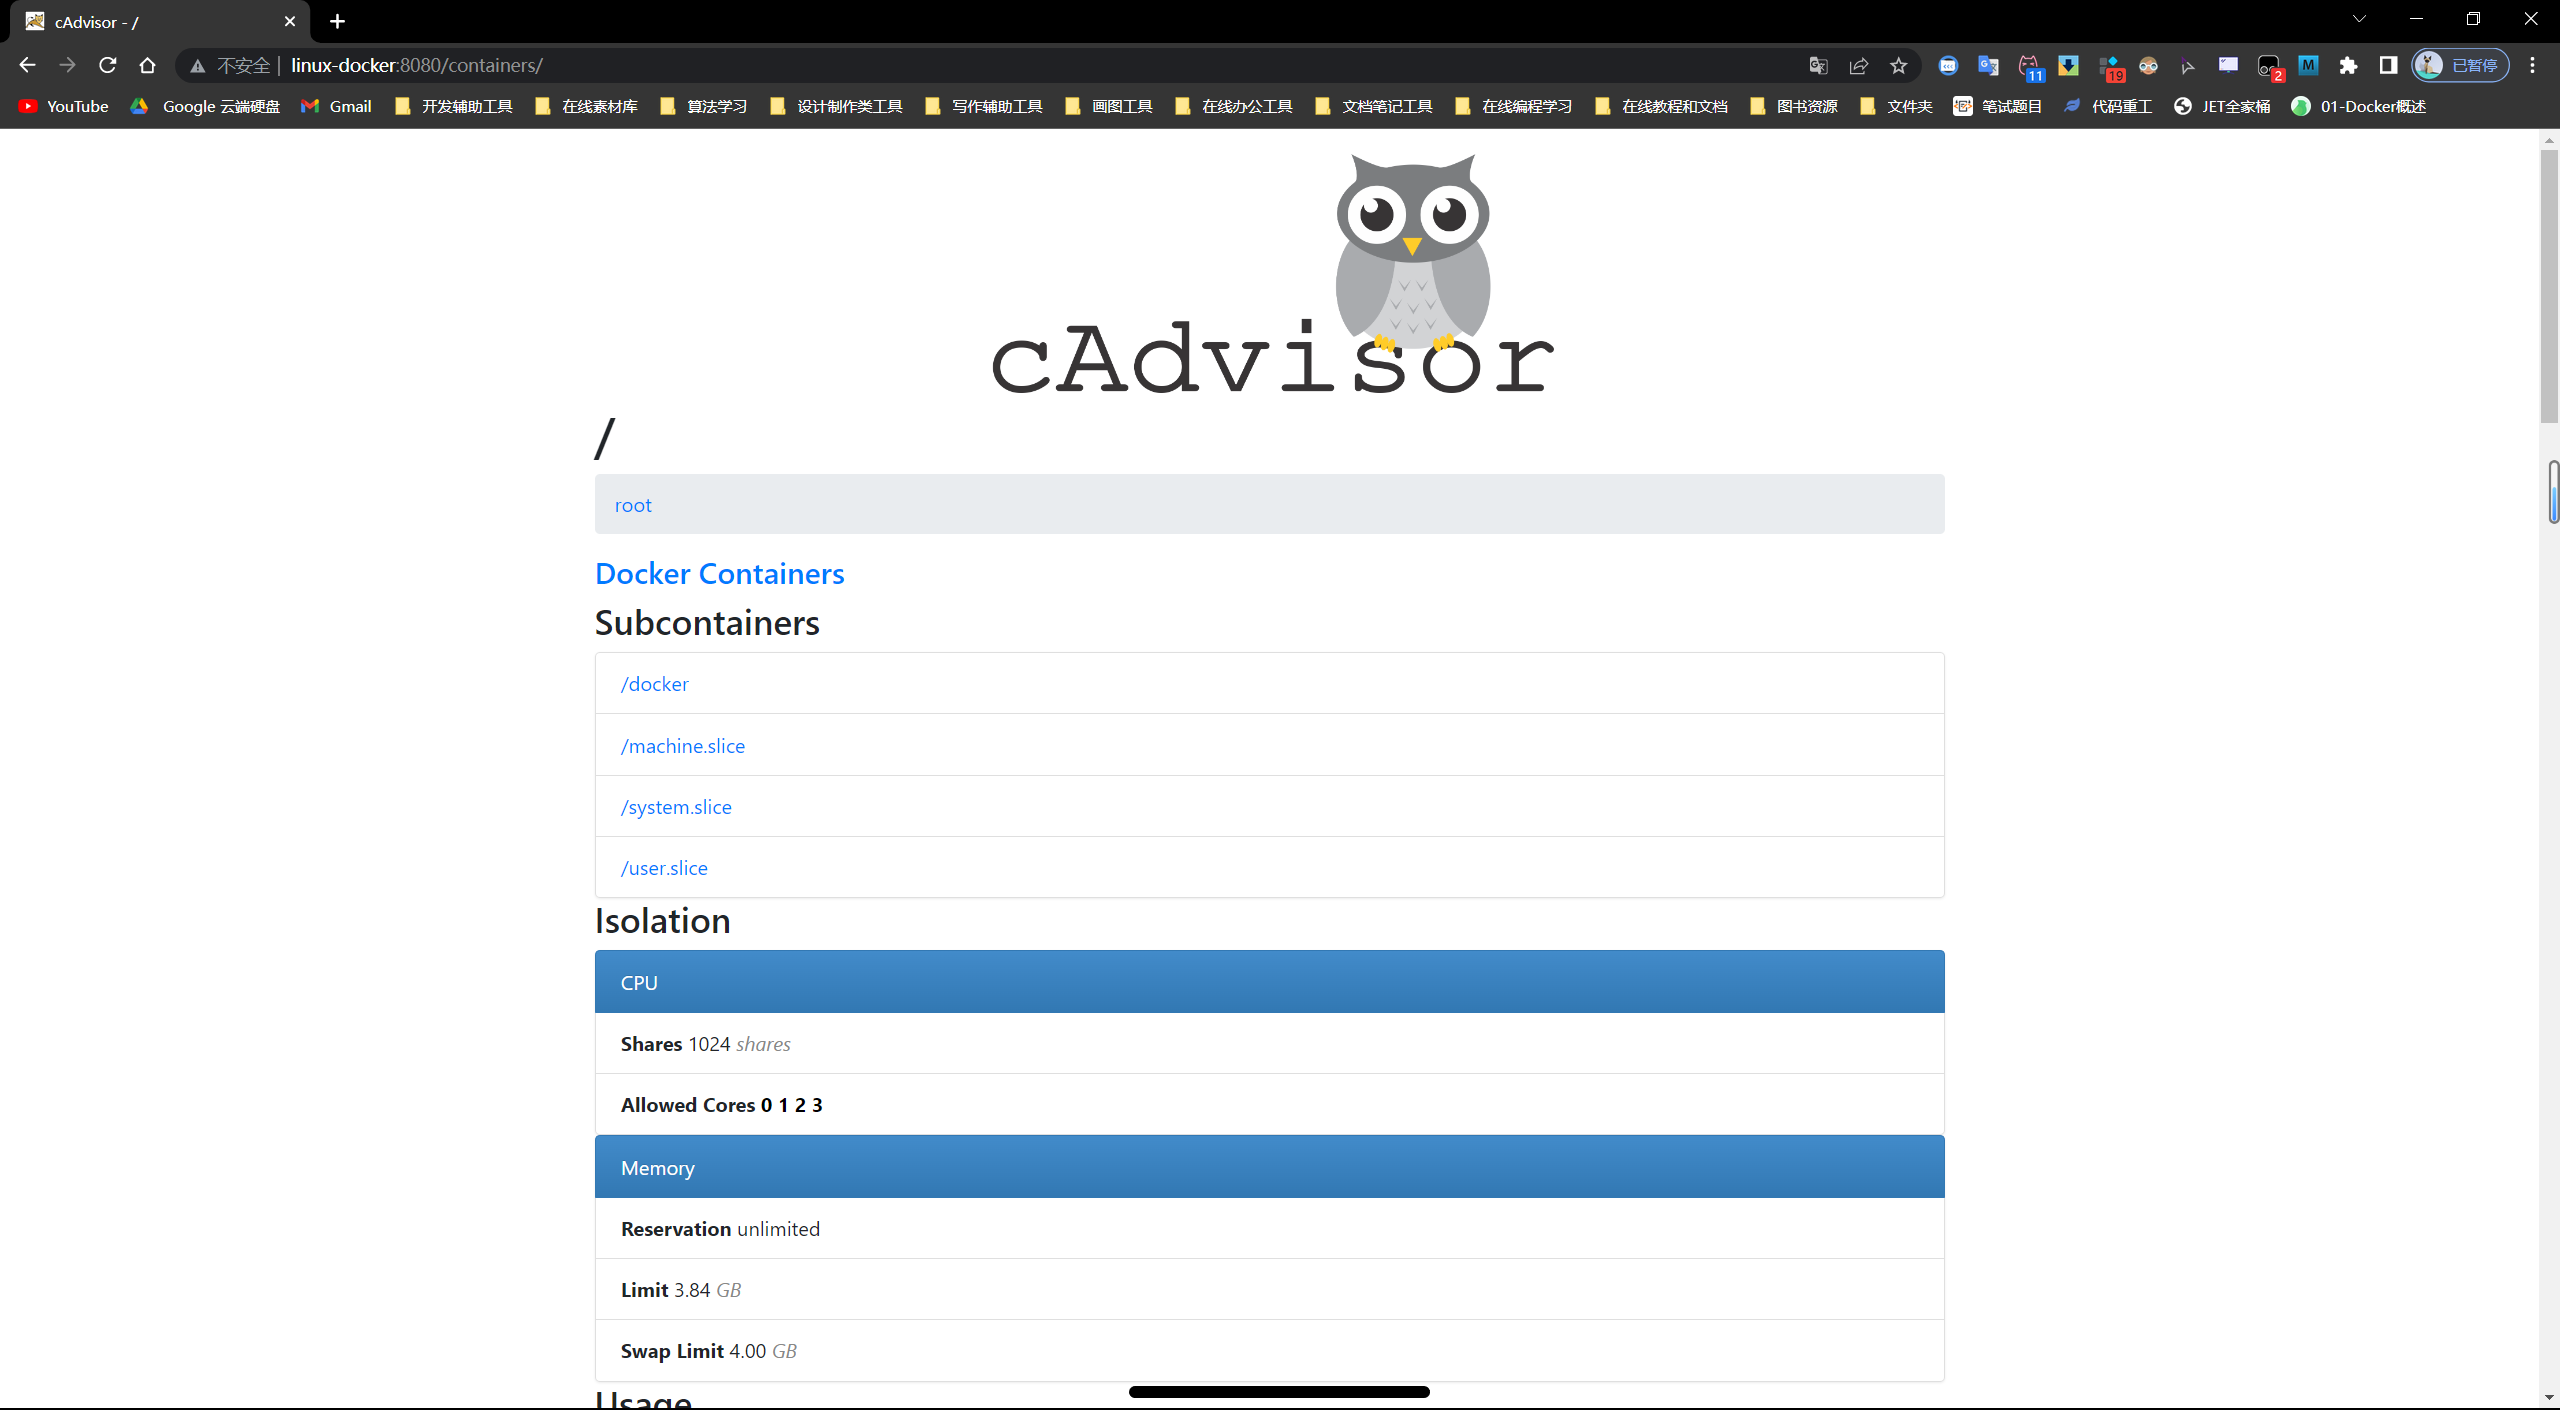 cAdvisor - /
不安全 | linux-docker:8080/containers/
11
19
2
已暂停
YouTube Google 云端硬盘 Gmail 开发辅助工具 在线素材库 算法学习 设计制作类工具 写作辅助工具 画图工具 在线办公工具 文档笔记工具 在线编程学习 在线教程和文档 图书资源 文件夹 笔试题目 代码重工 JET全家桶 01-Docker概述
cAdvisor
/
root
Docker Containers
Subcontainers
/docker
/machine.slice
/system.slice
/user.slice
Isolation
CPU
Shares 1024 shares
Allowed Cores 0 1 2 3
Memory
Reservation unlimited
Limit 3.84 GB
Swap Limit 4.00 GB
Usage